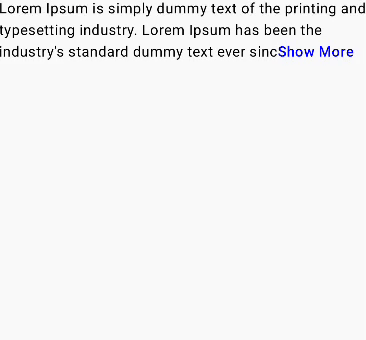 Lorem Ipsum is simply dummy text of the printing and
typesetting industry. Lorem Ipsum has been the
industry's standard dummy text ever sincShow More